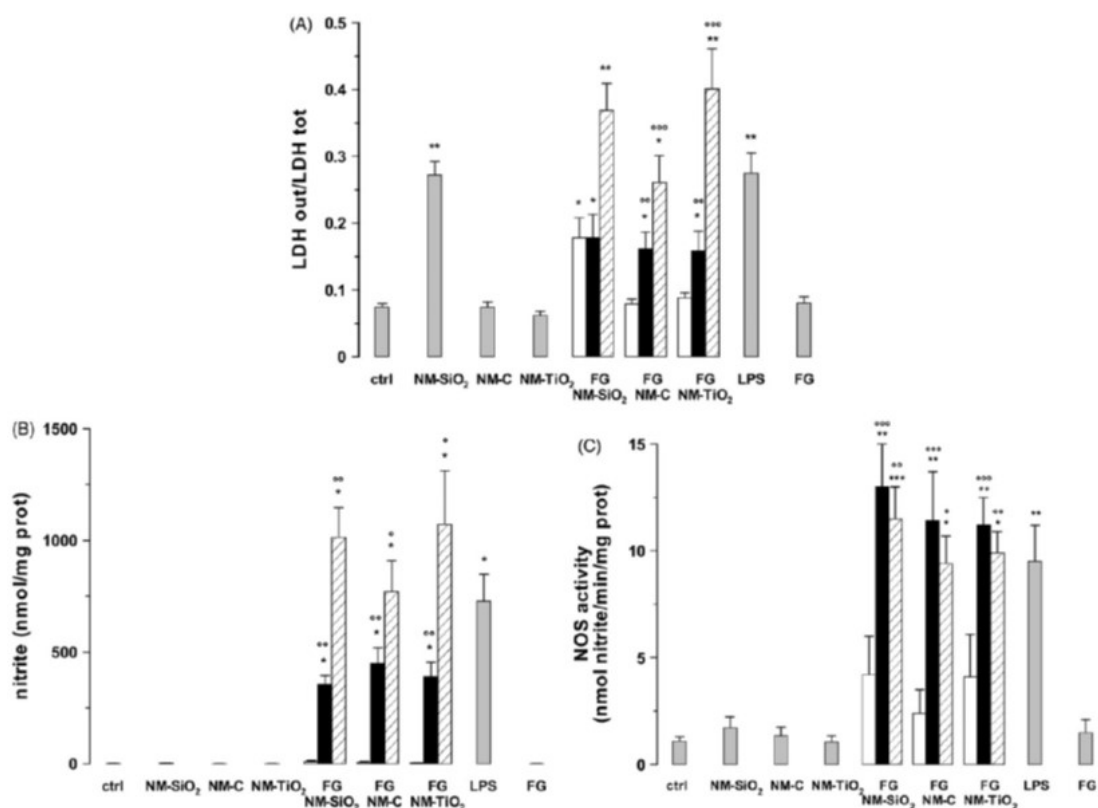 (A)
LDH out/LDH tot
0.5
0.4
0.3
0.2
0.1
0
ctrl NM-SiO₂ NM-C NM-TiO₂ FG FG FG LPS FG
NM-SiO₂ NM-C NM-TiO₂
(B)
nitrite (nmol/mg prot)
1500
1000
500
0
ctrl NM-SiO₂ NM-C NM-TiO₂ FG FG FG LPS FG
NM-SiO₂ NM-C NM-TiO₂
(C)
NOS activity
(nmol nitrite/min/mg prot)
15
10
5
0
ctrl NM-SiO₂ NM-C NM-TiO₂ FG FG FG LPS FG
NM-SiO₂ NM-C NM-TiO₂